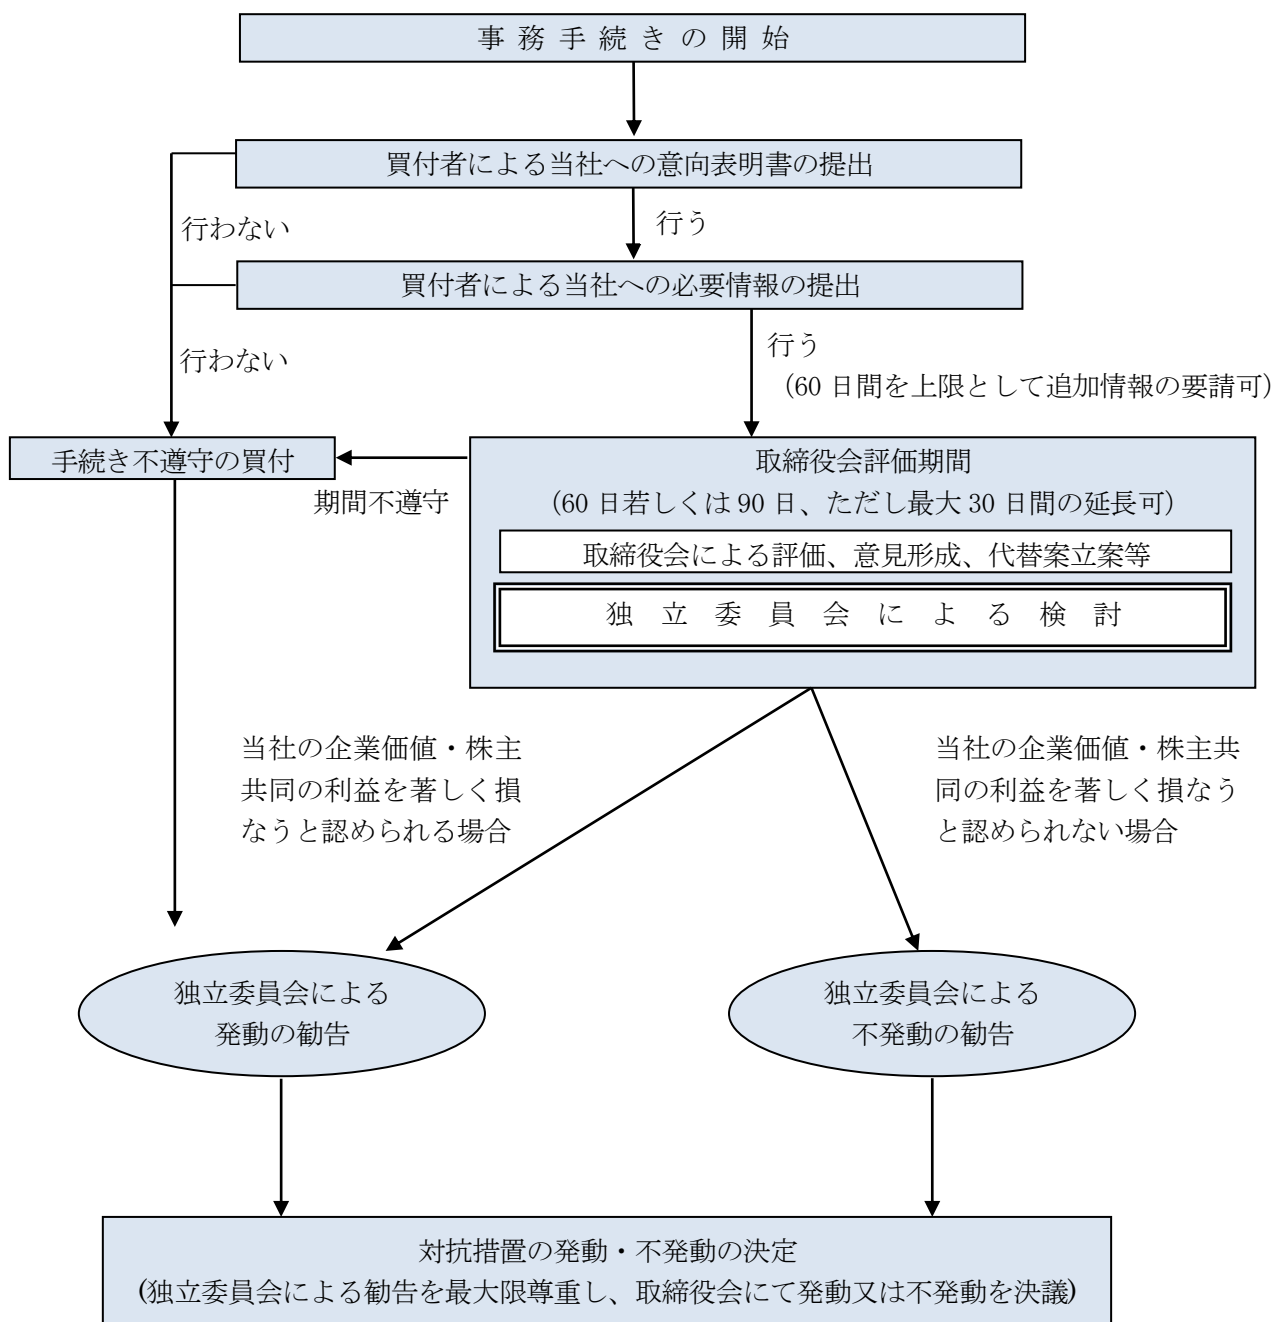 事務手続きの開始
買付者による当社への意向表明書の提出
行わない
行う
買付者による当社への必要情報の提出
行わない
行う
（60 日間を上限として追加情報の要請可）
手続き不遵守の買付
期間不遵守
取締役会評価期間
（60 日若しくは 90 日、ただし最大 30 日間の延長可）
取締役会による評価、意見形成、代替案立案等
独立委員会による検討
当社の企業価値・株主
共同の利益を著しく損
なうと認められる場合
当社の企業価値・株主共
同の利益を著しく損なう
と認められない場合
独立委員会による
発動の勧告
独立委員会による
不発動の勧告
対抗措置の発動・不発動の決定
(独立委員会による勧告を最大限尊重し、取締役会にて発動又は不発動を決議)